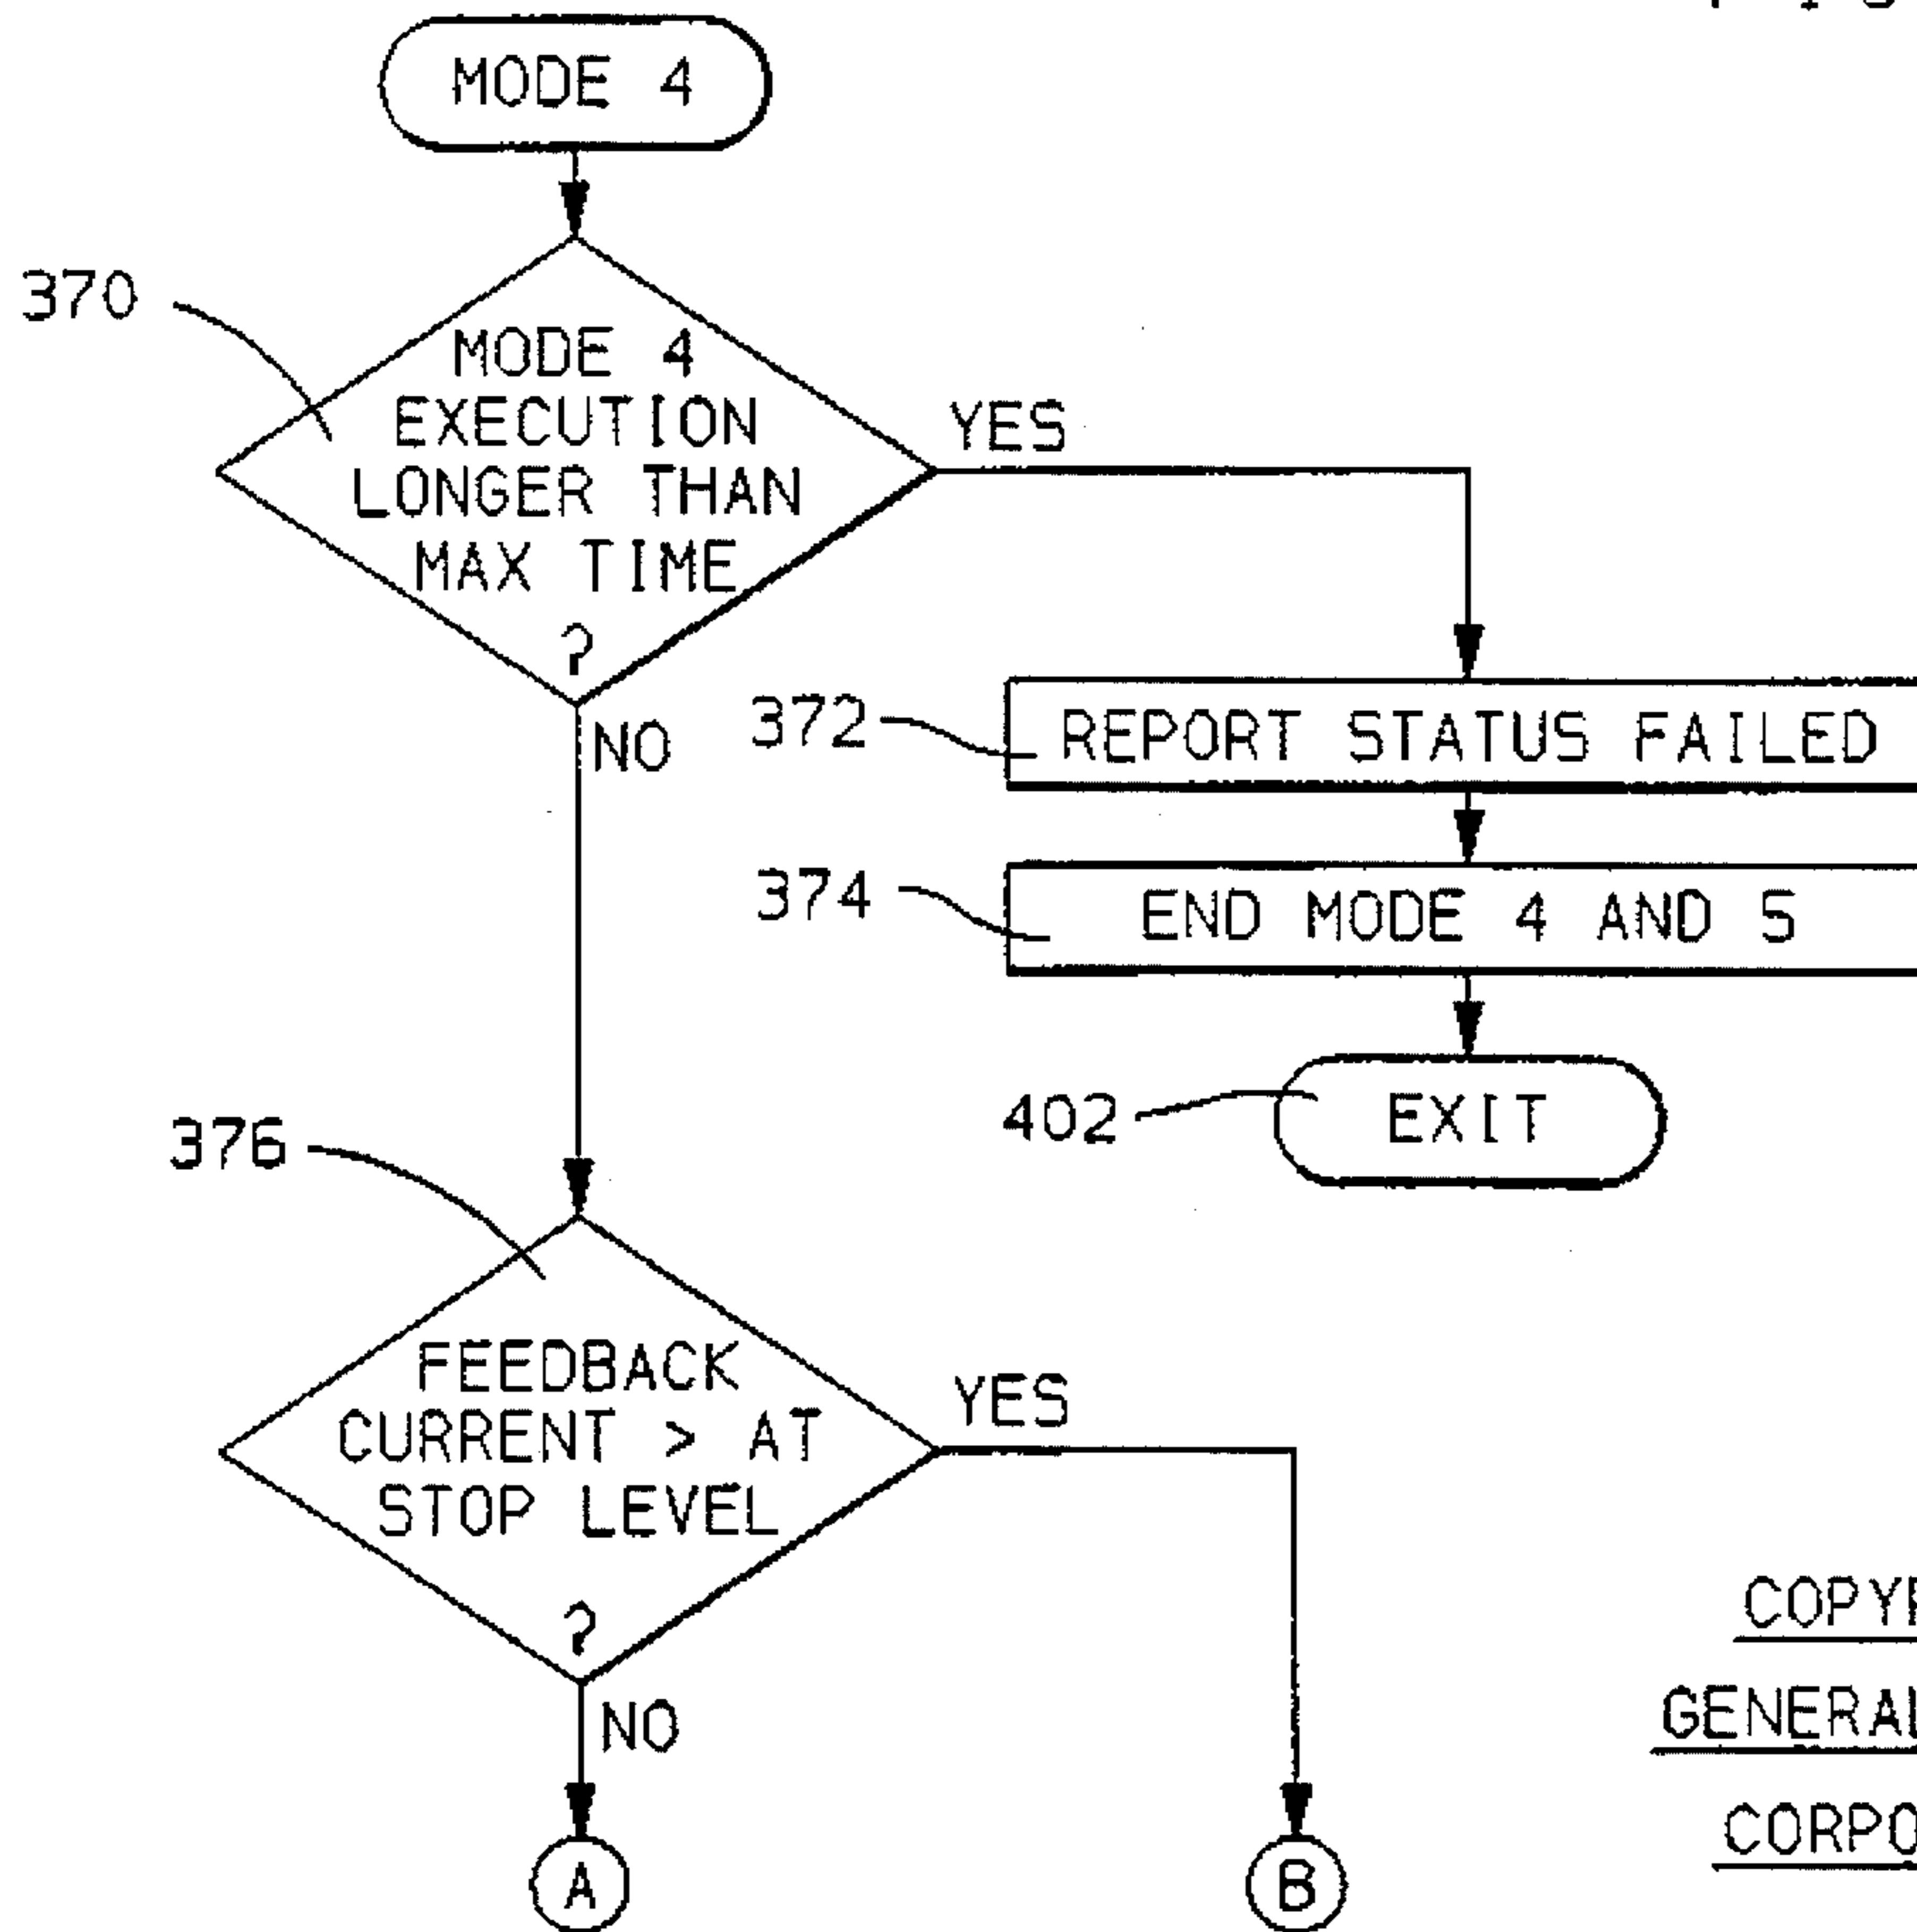 MODE 4
370
MODE 4
EXECUTION
LONGER THAN
MAX TIME
?
YES
NO
372
REPORT STATUS FAILED
374
END MODE 4 AND 5
402
EXIT
376
FEEDBACK
CURRENT > AT
STOP LEVEL
?
YES
NO
A
B
GENERAL